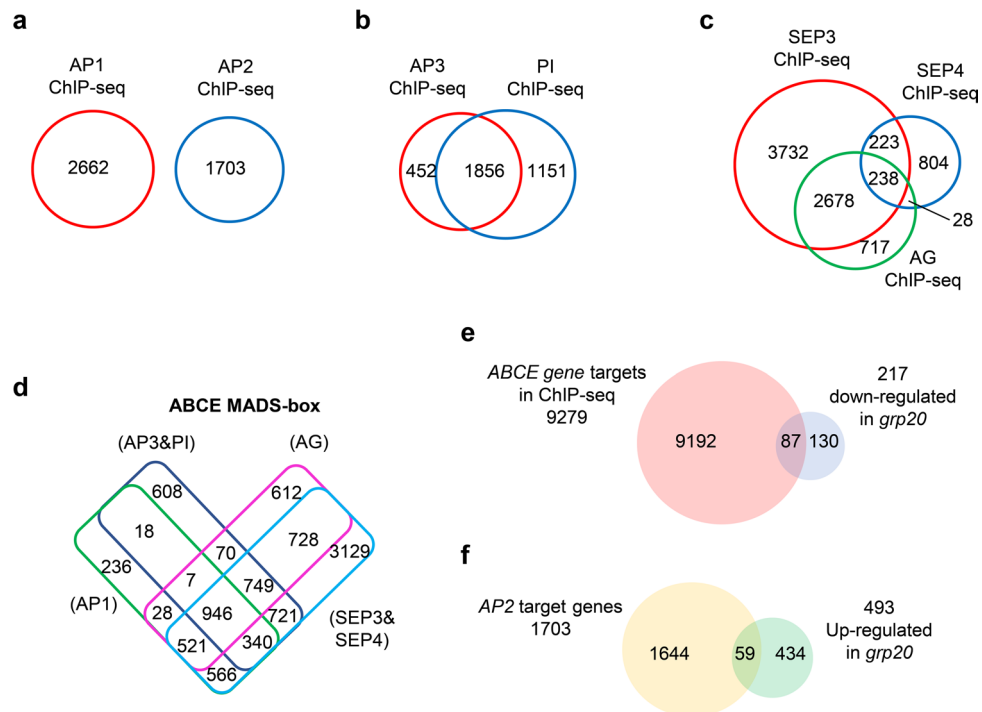 a
AP1
ChIP-seq
AP2
ChIP-seq
2662
1703
b
AP3
ChIP-seq
PI
ChIP-seq
452
1856
1151
c
SEP3
ChIP-seq
SEP4
ChIP-seq
3732
223
804
238
2678
28
717
AG
ChIP-seq
d
ABCE MADS-box
(AP3&PI)
(AG)
608
612
18
728
70
3129
236
7
749
(AP1)
28
946
721
(SEP3&
SEP4)
521
340
566
e
ABCE gene targets
in ChIP-seq
9279
217
down-regulated
in grp20
9192
87
130
f
AP2 target genes
1703
493
Up-regulated
in grp20
1644
59
434